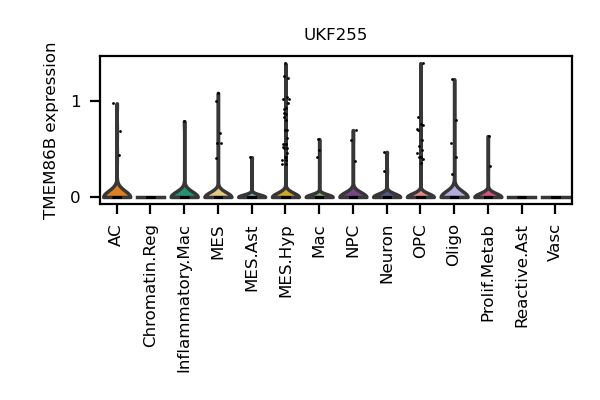 UKF255
TMEM86B expression
1
0
AC
Chromatin.Reg
Inflammatory.Mac
MES
MES.Ast
MES.Hyp
Mac
NPC
Neuron
OPC
Oligo
Prolif.Metab
Reactive.Ast
Vasc